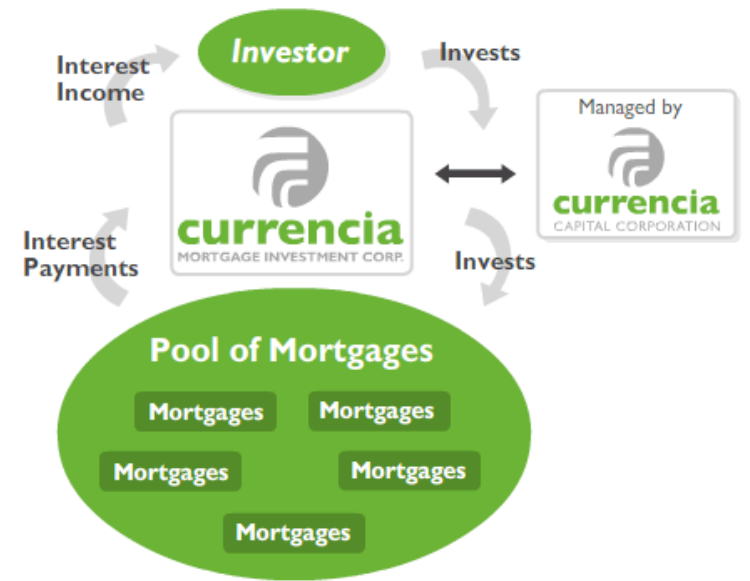 Investor
Interest
Income
Invests
Managed by
currencia
CAPITAL CORPORATION
currencia
MORTGAGE INVESTMENT CORP.
Interest
Payments
Invests
Pool of Mortgages
Mortgages
Mortgages
Mortgages
Mortgages
Mortgages